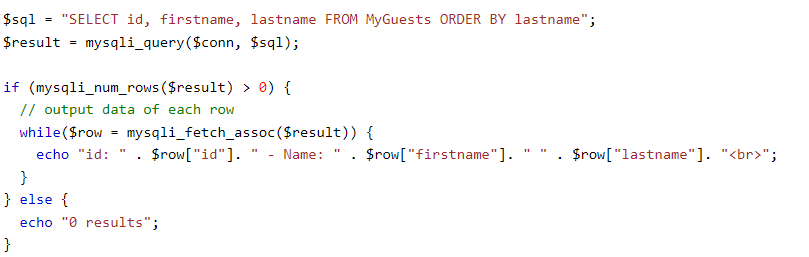 $sql = "SELECT id, firstname, lastname FROM MyGuests ORDER BY lastname";
$result = mysqli_query($conn, $sql);

if (mysqli_num_rows($result) > 0) {
  // output data of each row
  while($row = mysqli_fetch_assoc($result)) {
    echo "id: " . $row["id"]. " - Name: " . $row["firstname"]. " " . $row["lastname"]. "<br>";
  }
} else {
  echo "0 results";
}